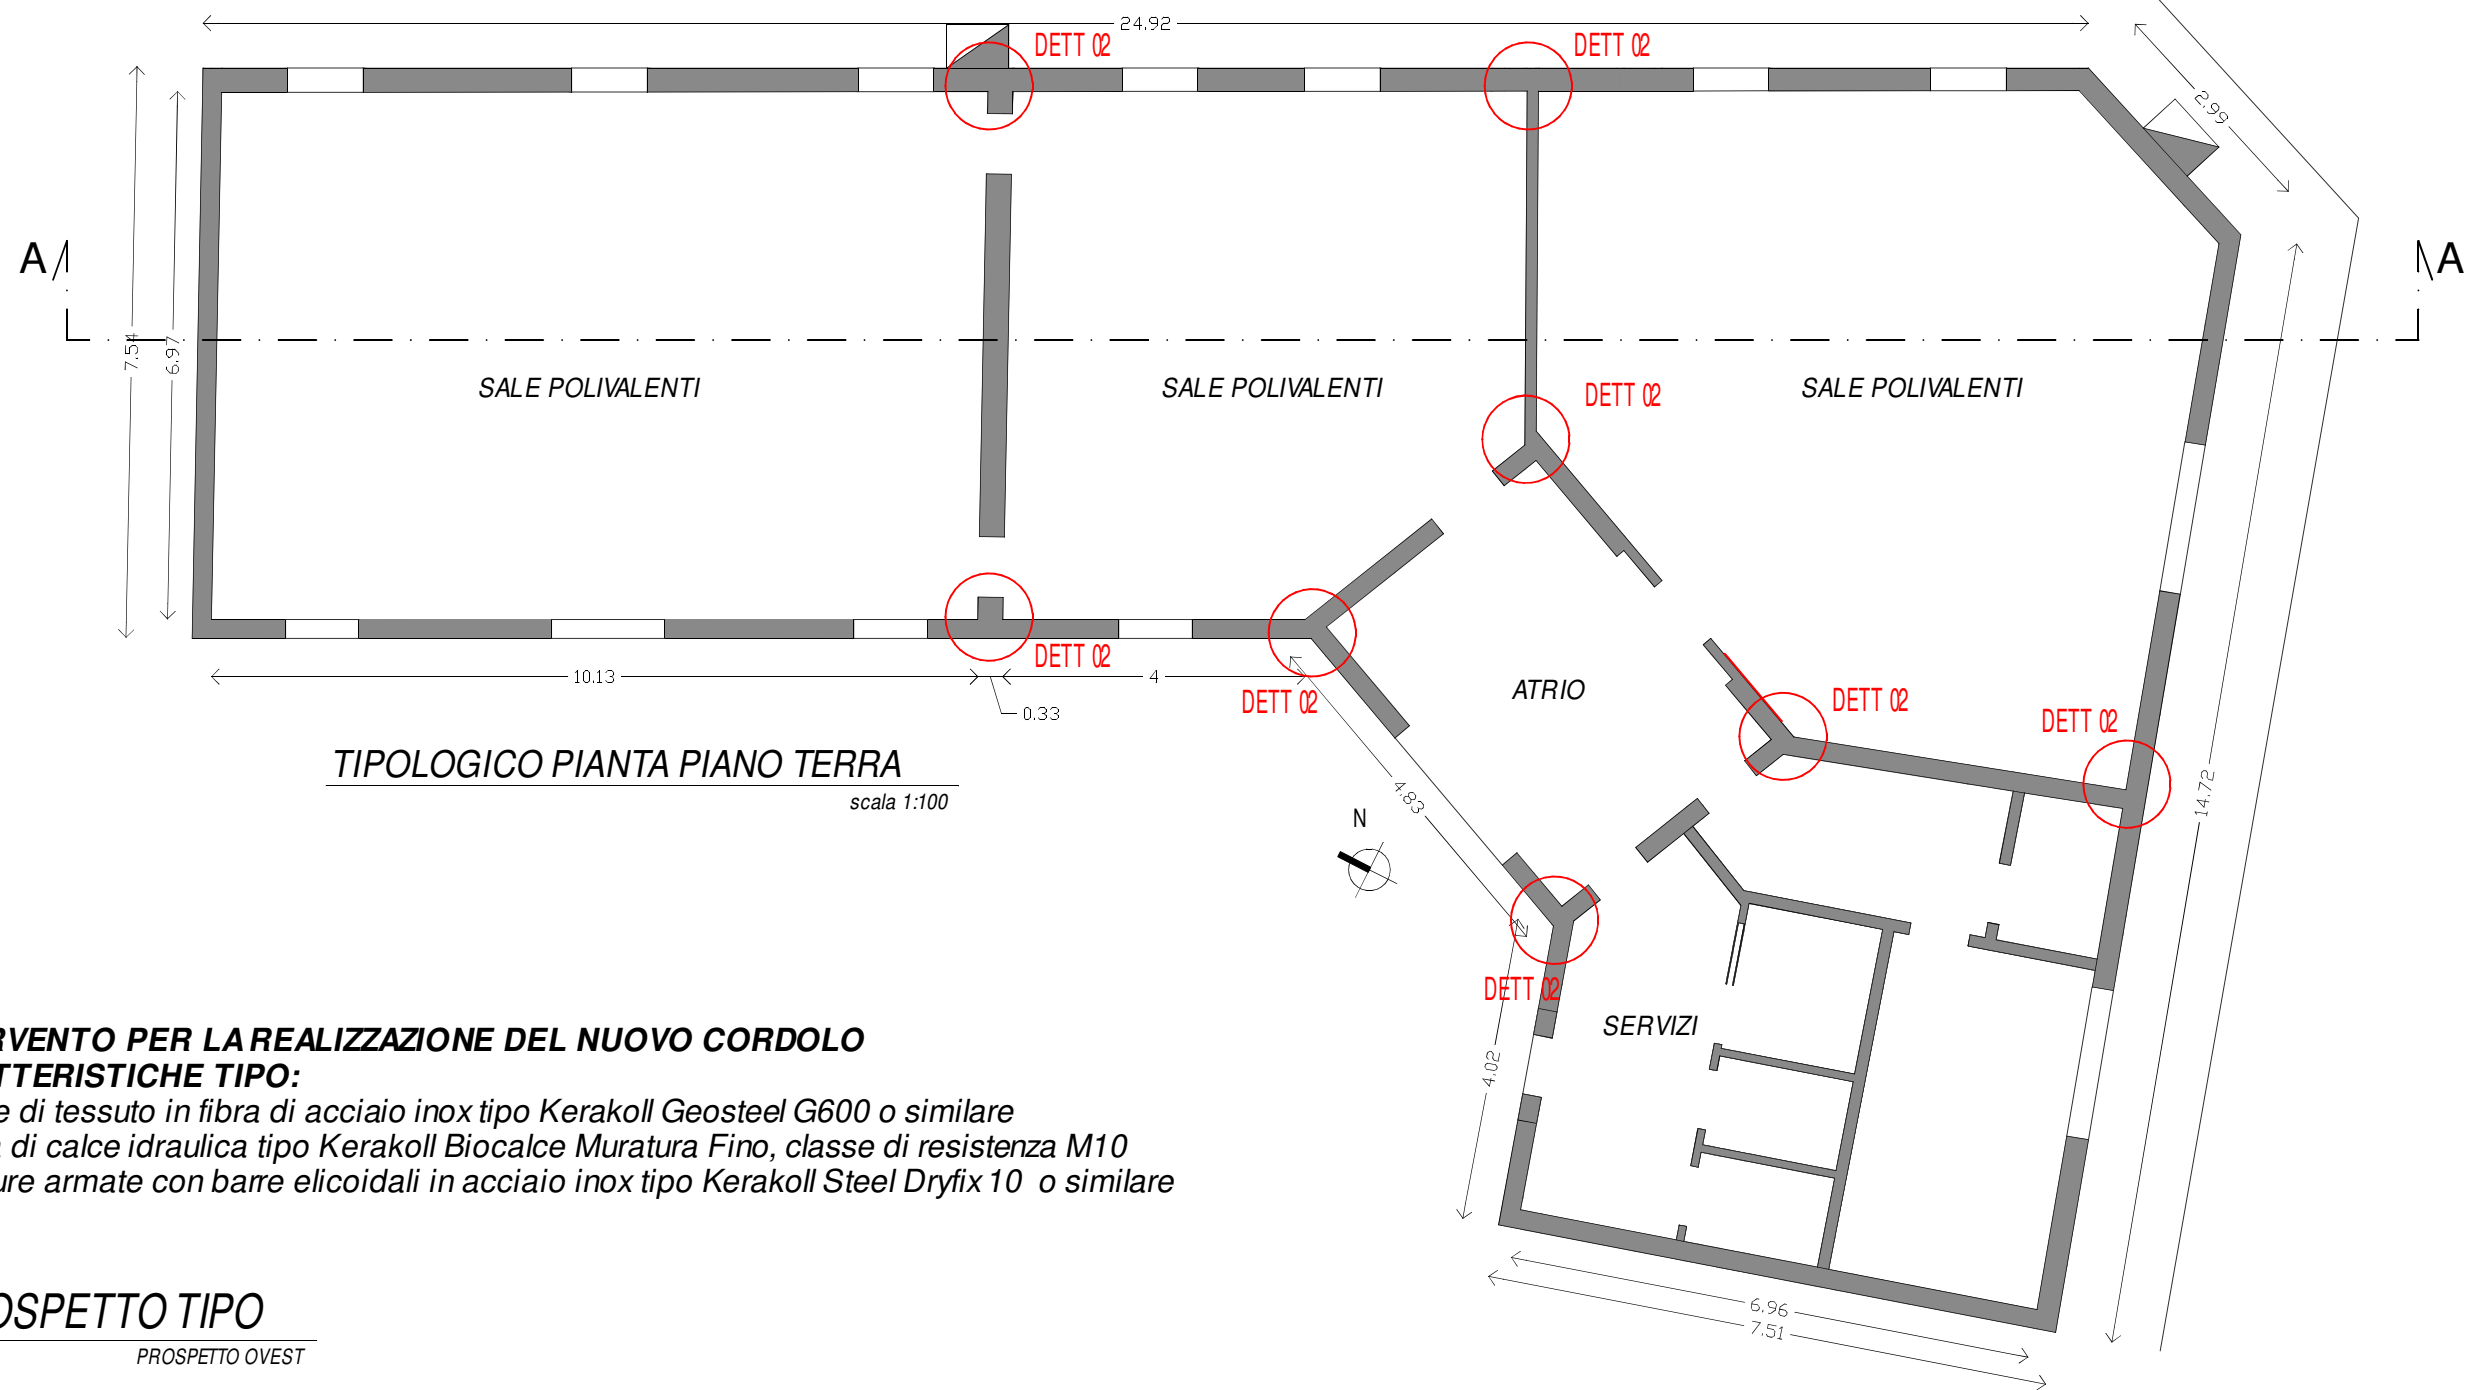 24.92
DETT 02
DETT 02
2.99
A
A
7.54
6.97
SALE POLIVALENTI
SALE POLIVALENTI
SALE POLIVALENTI
DETT 02
DETT 02
10.13
4
0.33
DETT 02
ATRIO
DETT 02
DETT 02
TIPOLOGICO PIANTA PIANO TERRA
scala 1:100
4.83
14.72
N
DETT 02
SERVIZI
4.02
RVENTO PER LA REALIZZAZIONE DEL NUOVO CORDOLO
TTERISTICHE TIPO:
e di tessuto in fibra di acciaio inox tipo Kerakoll Geosteel G600 o similare
di calce idraulica tipo Kerakoll Biocalce Muratura Fino, classe di resistenza M10
ure armate con barre elicoidali in acciaio inox tipo Kerakoll Steel Dryfix 10 o similare
6.96
7.51
OSPETTO TIPO
PROSPETTO OVEST